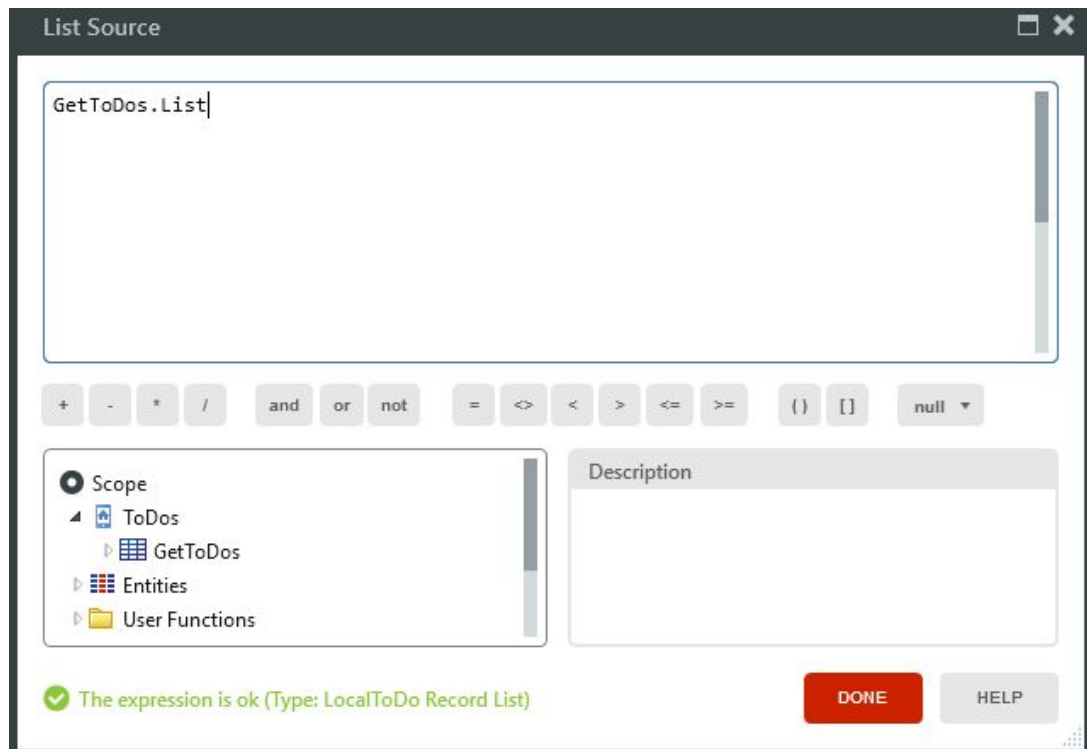 List Source
GetToDos.List
+ - * / and or not = <> < > <= >= () [] null
Scope
ToDos
GetToDos
Entities
User Functions
Description
The expression is ok (Type: LocalToDo Record List)
DONE HELP